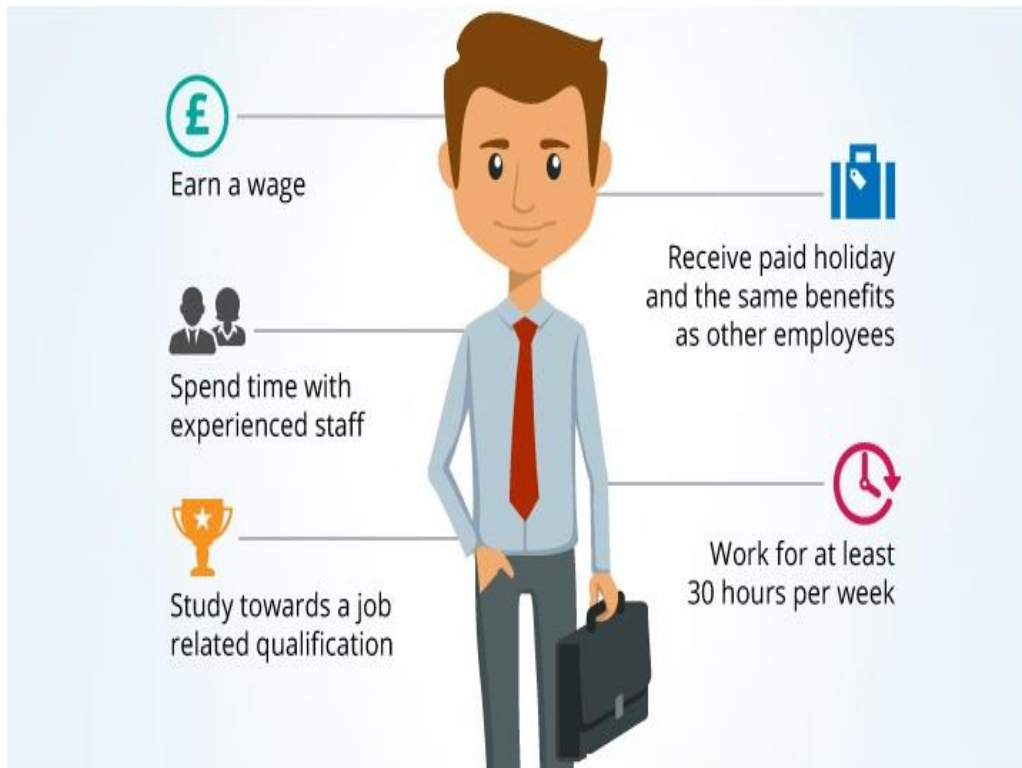 £
Earn a wage
Spend time with
experienced staff
Study towards a job
related qualification
Receive paid holiday
and the same benefits
as other employees
Work for at least
30 hours per week